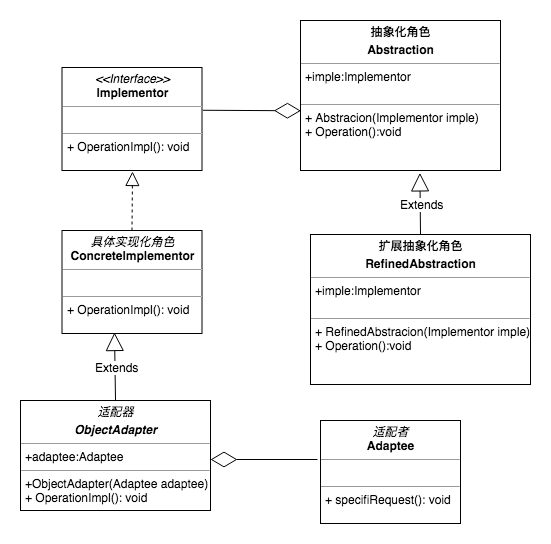 抽象化角色
Abstraction
+imple:Implementor
+ Abstracion(Implementor imple)
+ Operation():void
<<Interface>>
Implementor
+ OperationImpl(): void
Extends
具体实现化角色
ConcreteImplementor
+ OperationImpl(): void
扩展抽象化角色
RefinedAbstraction
+imple:Implementor
+ RefinedAbstracion(Implementor imple)
+ Operation():void
Extends
适配器
ObjectAdapter
+adaptee:Adaptee
+ObjectAdapter(Adaptee adaptee)
+ OperationImpl(): void
适配者
Adaptee
+ specifiRequest(): void